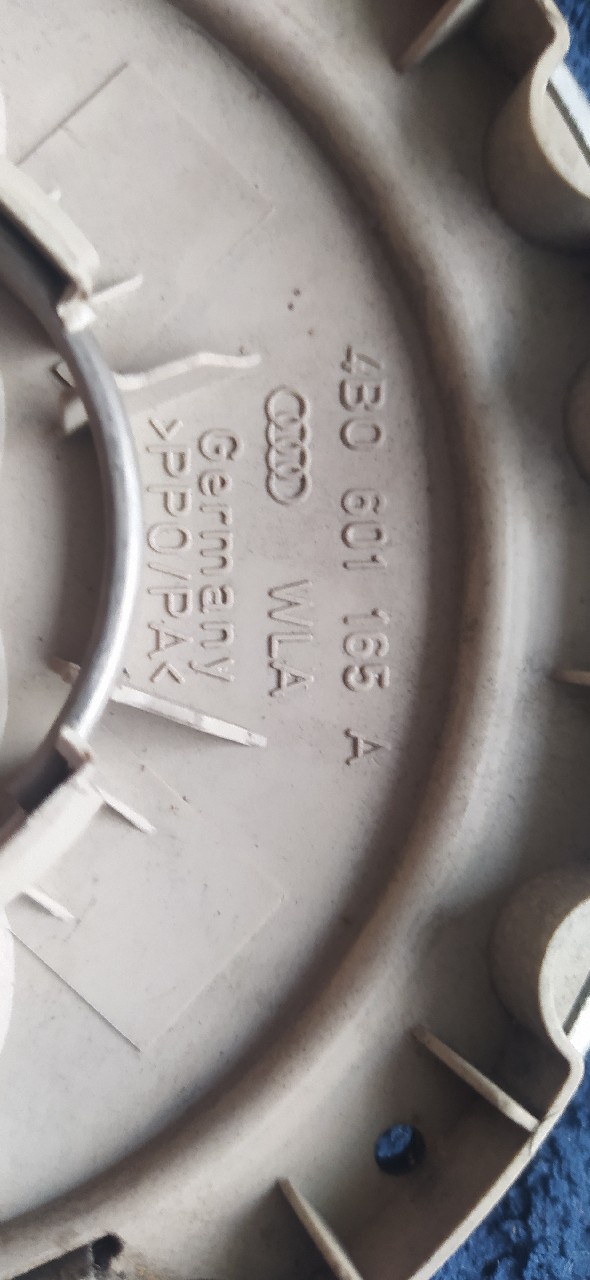 4B0 601 165 A
WLA
Germany
>PPO/PA<